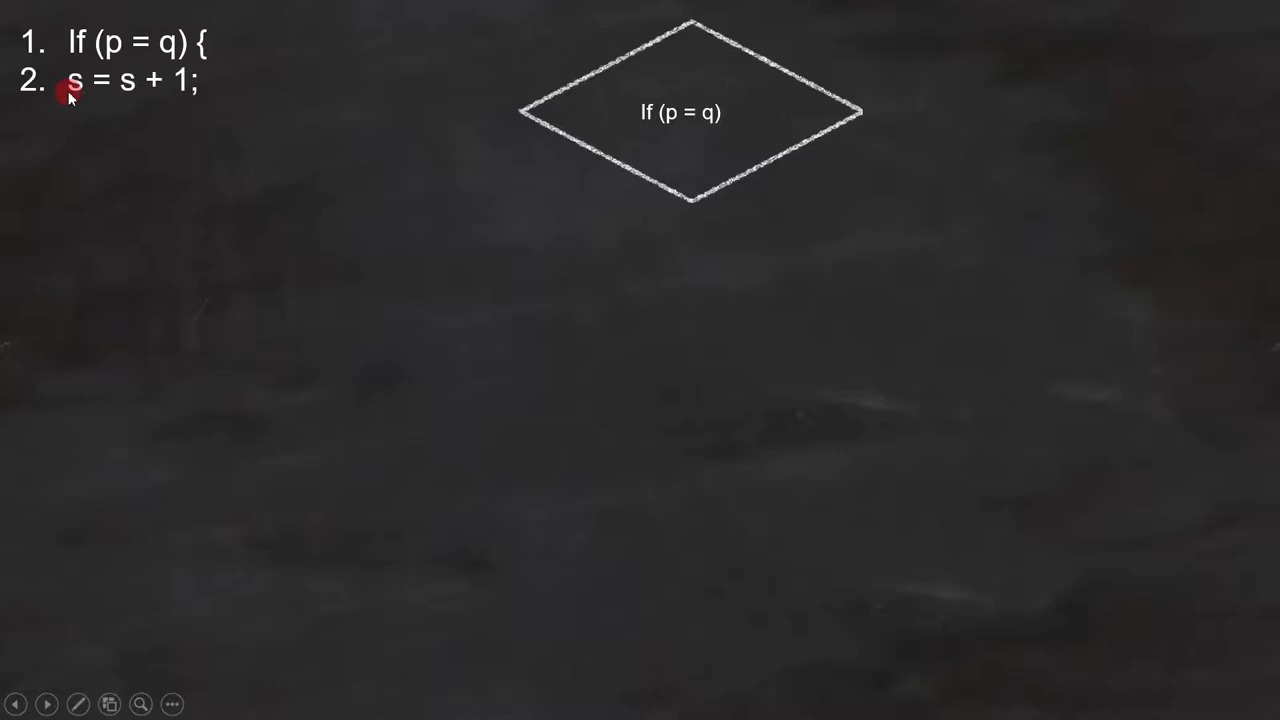 1. If (p = q) {
2. s = s + 1;
If (p = q)